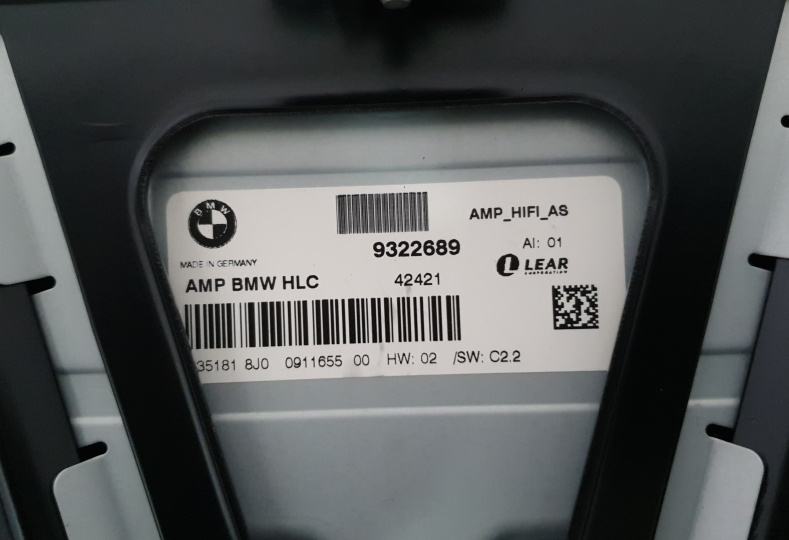 BMW
AMP_HIFI_AS
9322689
AI: 01
MADE IN GERMANY
LEAR
CORPORATION
AMP BMW HLC 42421
35181 8J0 0911655 00 HW: 02 /SW: C2.2